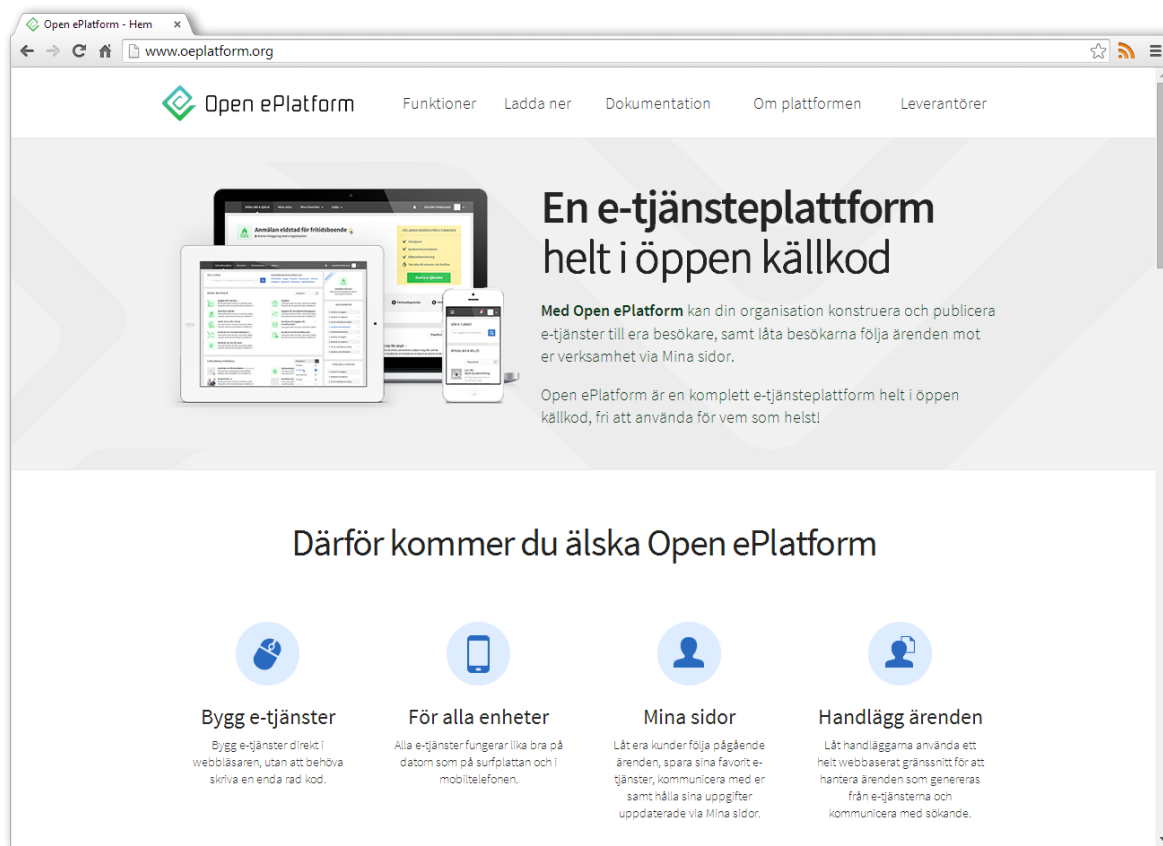 Open ePlatform - Hem
www.oeplatform.org
Open ePlatform
Funktioner Ladda ner Dokumentation Om plattformen Leverantörer
Anmälan eldstad för fritidsboende
En e-tjänsteplattform
helt i öppen källkod
Med Open ePlatform kan din organisation konstruera och publicera
e-tjänster till era besökare, samt låta besökarna följa ärenden mot
er verksamhet via Mina sidor.
Open ePlatform är en komplett e-tjänsteplattform helt i öppen
källkod, fri att använda för vem som helst!
Därför kommer du älska Open ePlatform
Bygg e-tjänster
Bygg e-tjänster direkt i
webbläsaren, utan att behöva
skriva en enda rad kod.
För alla enheter
Alla e-tjänster fungerar lika bra på
datorn som på surfplattan och i
mobiltelefonen.
Mina sidor
Låt era kunder följa pågående
ärenden, spara sina favorit e-
tjänster, kommunicera med er
samt hålla sina uppgifter
uppdaterade via Mina sidor.
Handlägg ärenden
Låt handläggarna använda ett
helt webbaserat gränssnitt för att
hantera ärenden som genereras
från e-tjänsterna och
kommunicera med sökande.